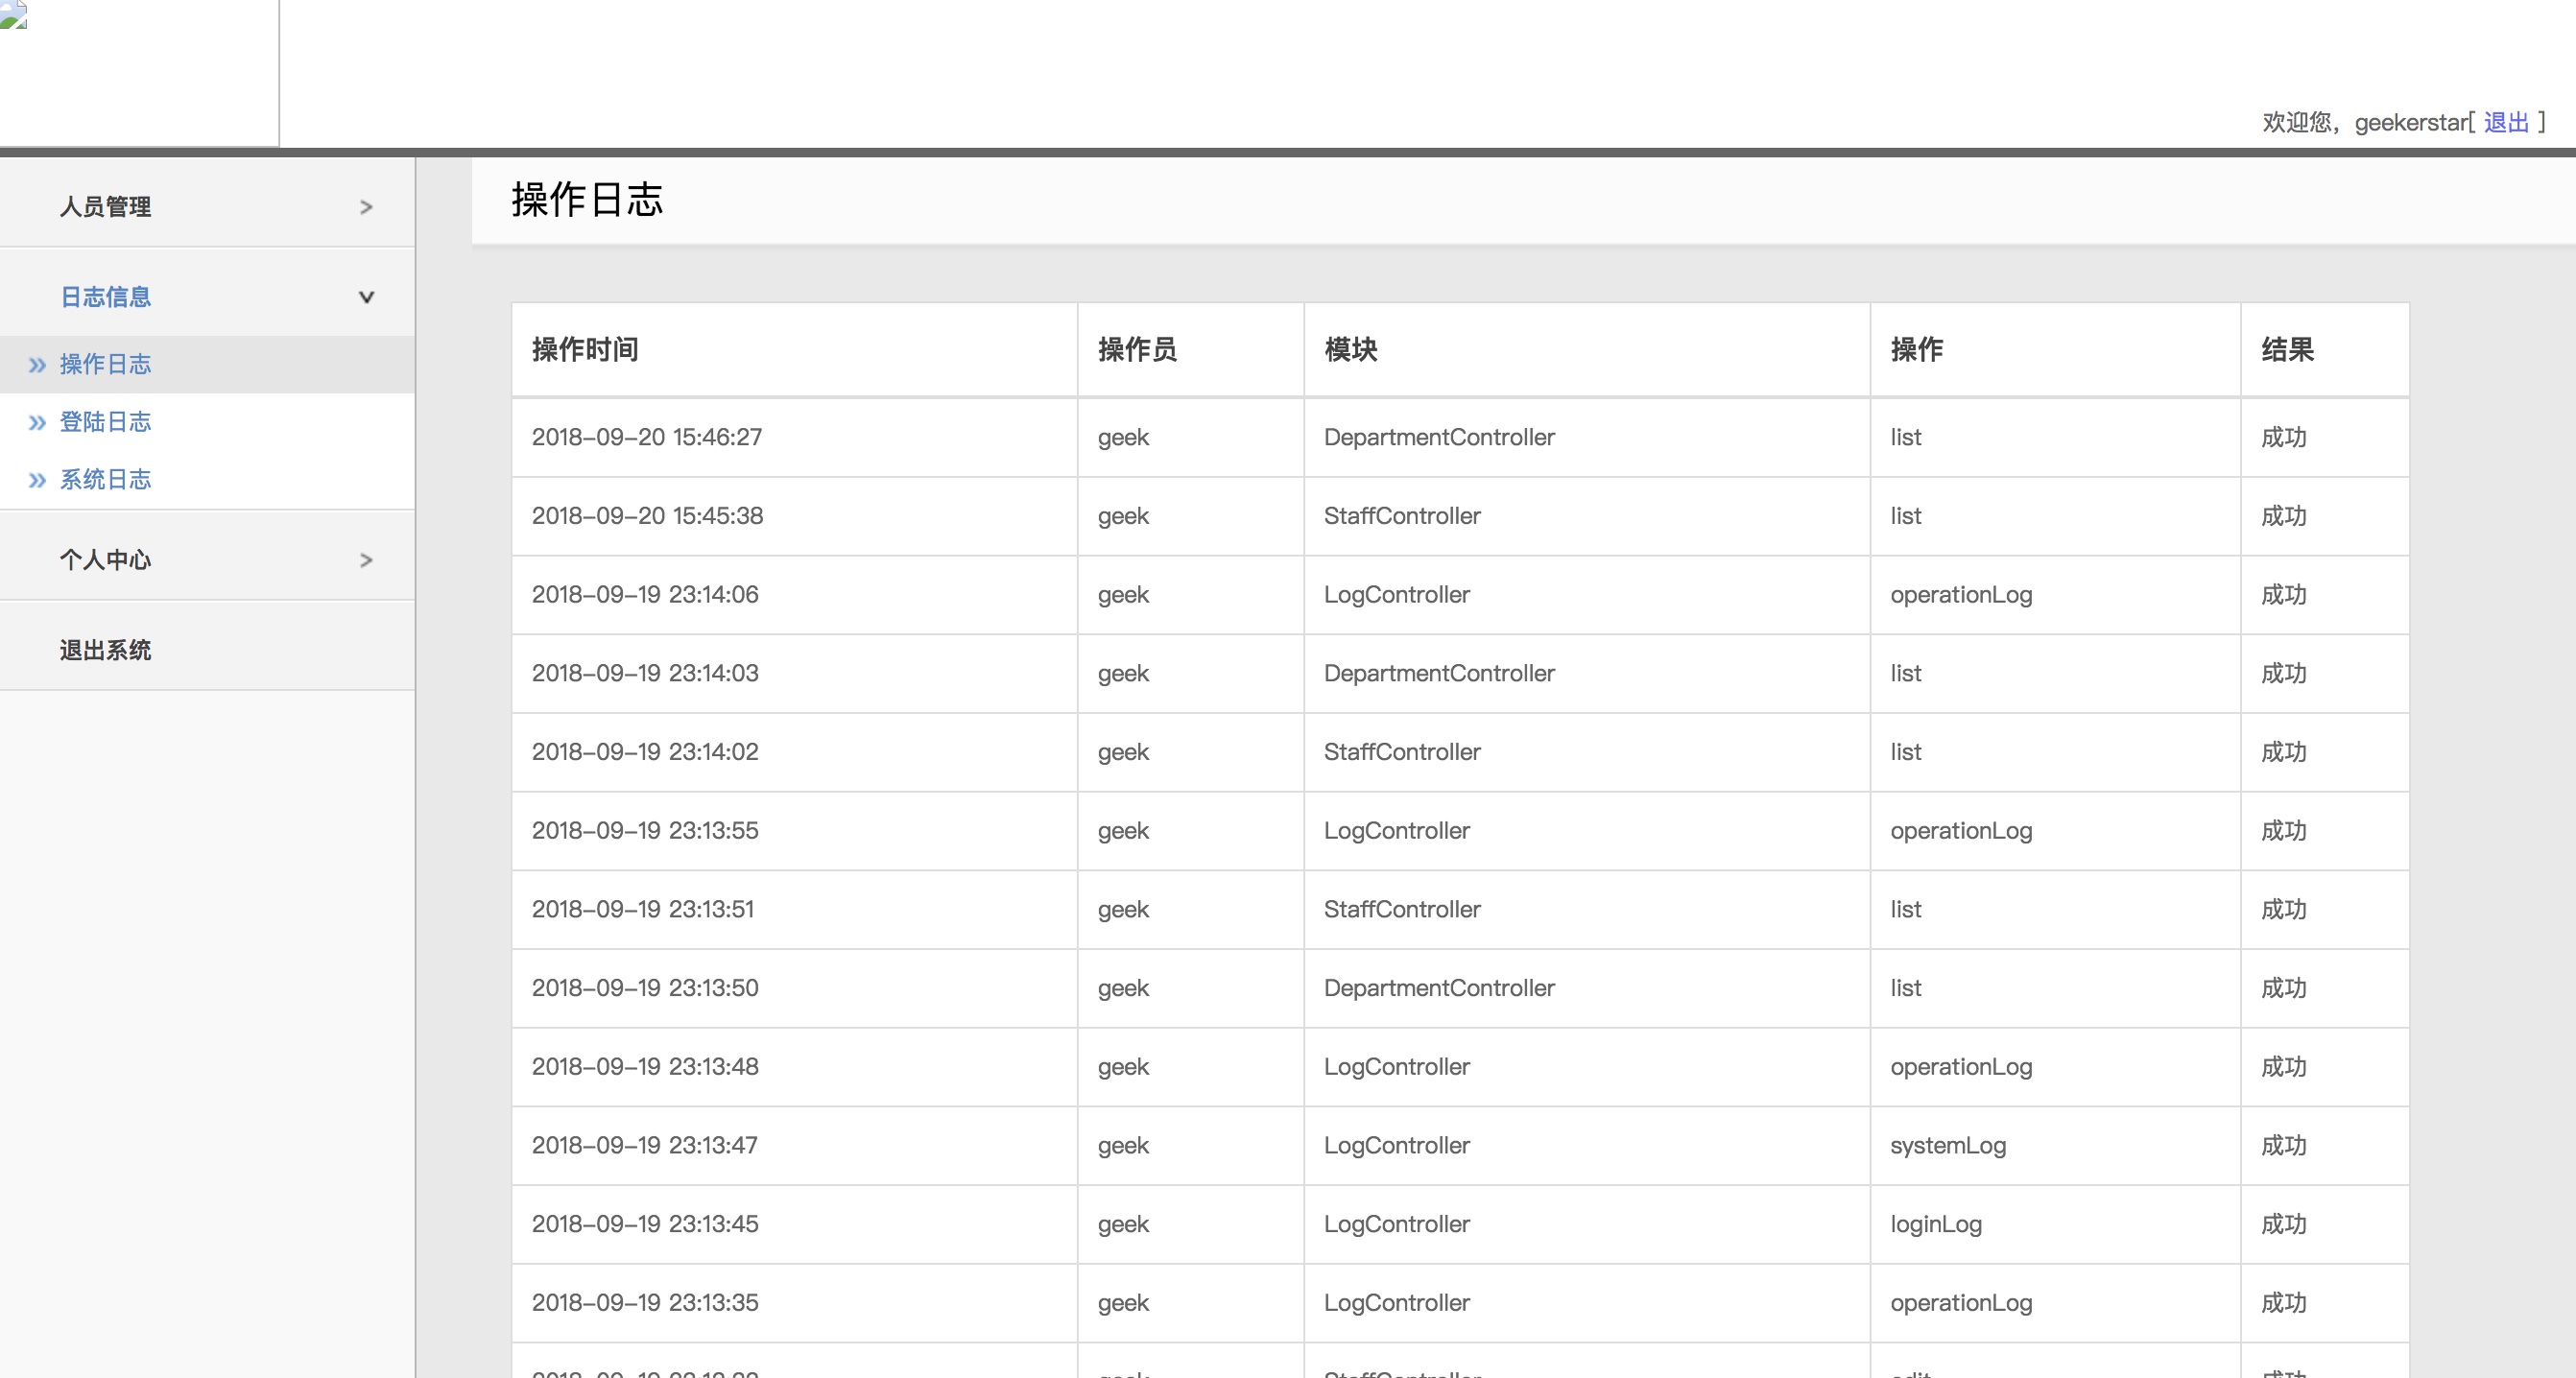 欢迎您，geekerstar[ 退出 ]
人员管理 >
日志信息 v
» 操作日志
» 登陆日志
» 系统日志
个人中心 >
退出系统
操作日志
操作时间 操作员 模块 操作 结果
2018-09-20 15:46:27 geek DepartmentController list 成功
2018-09-20 15:45:38 geek StaffController list 成功
2018-09-19 23:14:06 geek LogController operationLog 成功
2018-09-19 23:14:03 geek DepartmentController list 成功
2018-09-19 23:14:02 geek StaffController list 成功
2018-09-19 23:13:55 geek LogController operationLog 成功
2018-09-19 23:13:51 geek StaffController list 成功
2018-09-19 23:13:50 geek DepartmentController list 成功
2018-09-19 23:13:48 geek LogController operationLog 成功
2018-09-19 23:13:47 geek LogController systemLog 成功
2018-09-19 23:13:45 geek LogController loginLog 成功
2018-09-19 23:13:35 geek LogController operationLog 成功